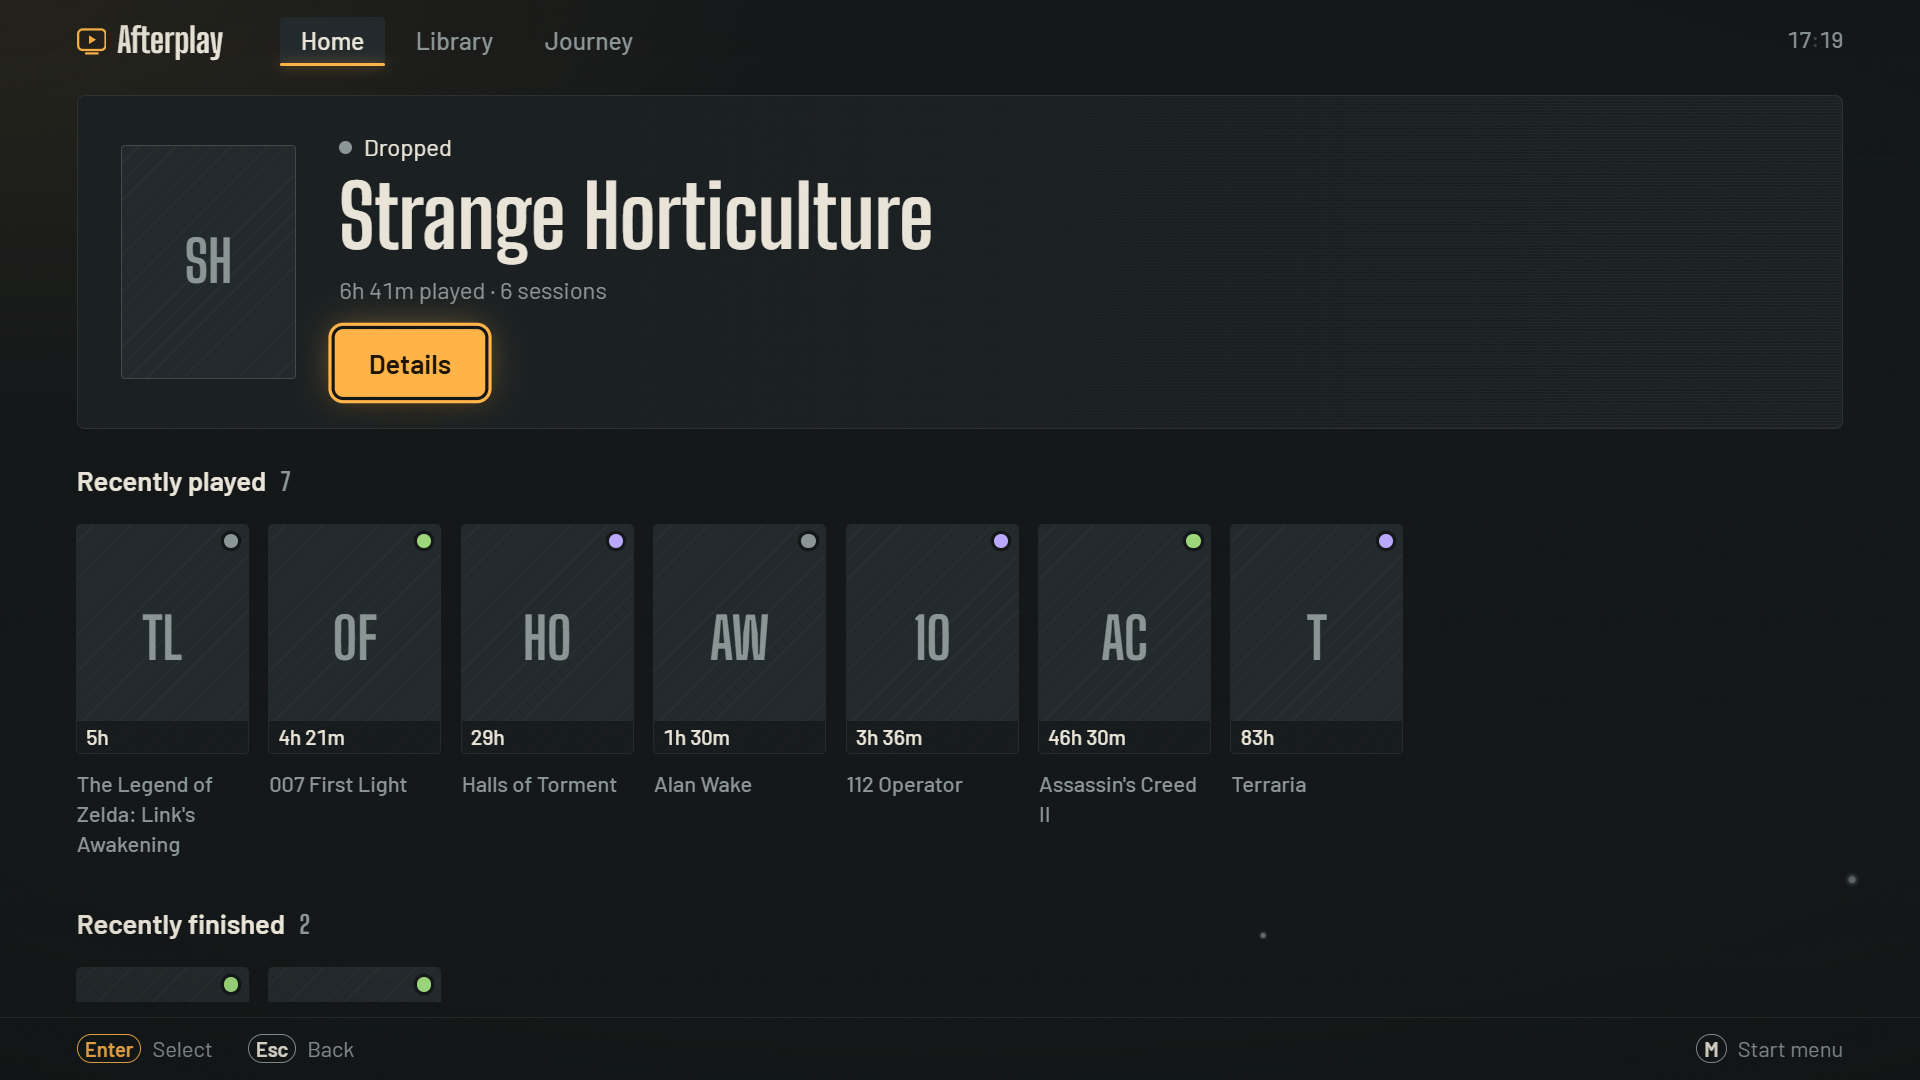 Afterplay
Home
Library
Journey
17:19
SH
Dropped
Strange Horticulture
6h 41m played · 6 sessions
Details
Recently played 7
TL
OF
HO
AW
10
AC
T
5h
4h 21m
29h
1h 30m
3h 36m
46h 30m
83h
The Legend of
Zelda: Link's
Awakening
007 First Light
Halls of Torment
Alan Wake
112 Operator
Assassin's Creed
II
Terraria
Recently finished 2
Enter Select
Esc Back
M Start menu